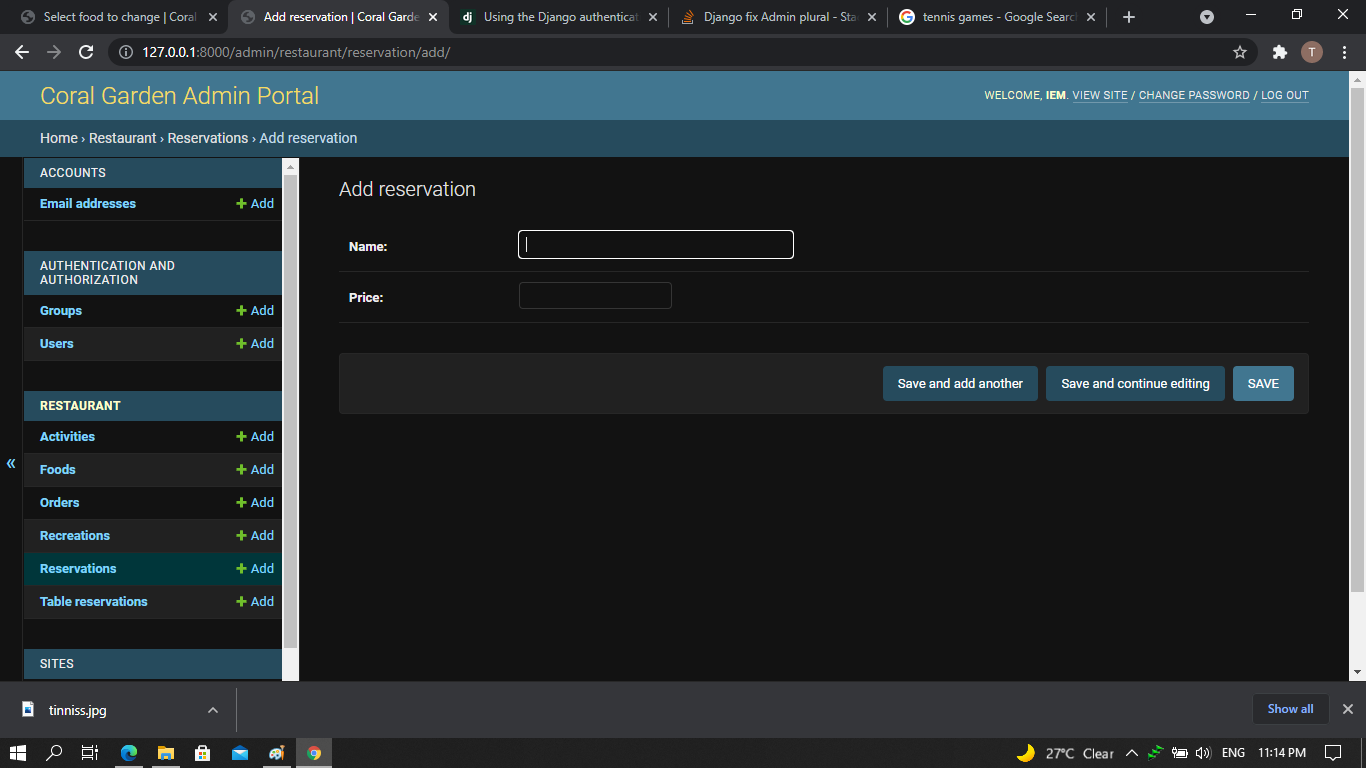 Select food to change | Coral
Add reservation | Coral Garde
dj Using the Django authenticat
Django fix Admin plural - Sta
tennis games - Google Search
127.0.0.1:8000/admin/restaurant/reservation/add/
T
Coral Garden Admin Portal
WELCOME, IEM. VIEW SITE / CHANGE PASSWORD / LOG OUT
Home › Restaurant › Reservations › Add reservation
ACCOUNTS
Email addresses + Add
AUTHENTICATION AND
AUTHORIZATION
Groups + Add
Users + Add
RESTAURANT
Activities + Add
Foods + Add
Orders + Add
Recreations + Add
Reservations + Add
Table reservations + Add
SITES
«
Add reservation
Name:
Price:
Save and add another
Save and continue editing
SAVE
tinniss.jpg
Show all
27°C Clear
ENG
11:14 PM